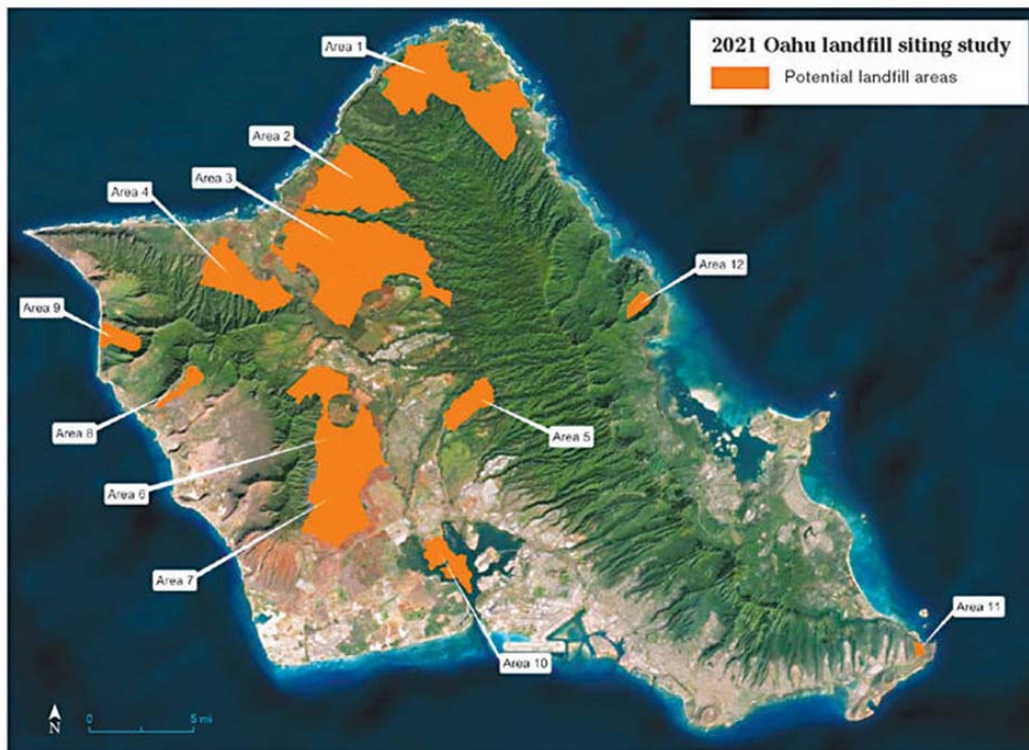 2021 Oahu landfill siting study
Potential landfill areas
Area 1
Area 2
Area 3
Area 4
Area 12
Area 9
Area 8
Area 5
Area 6
Area 7
Area 11
Area 10
N
0 5 mi